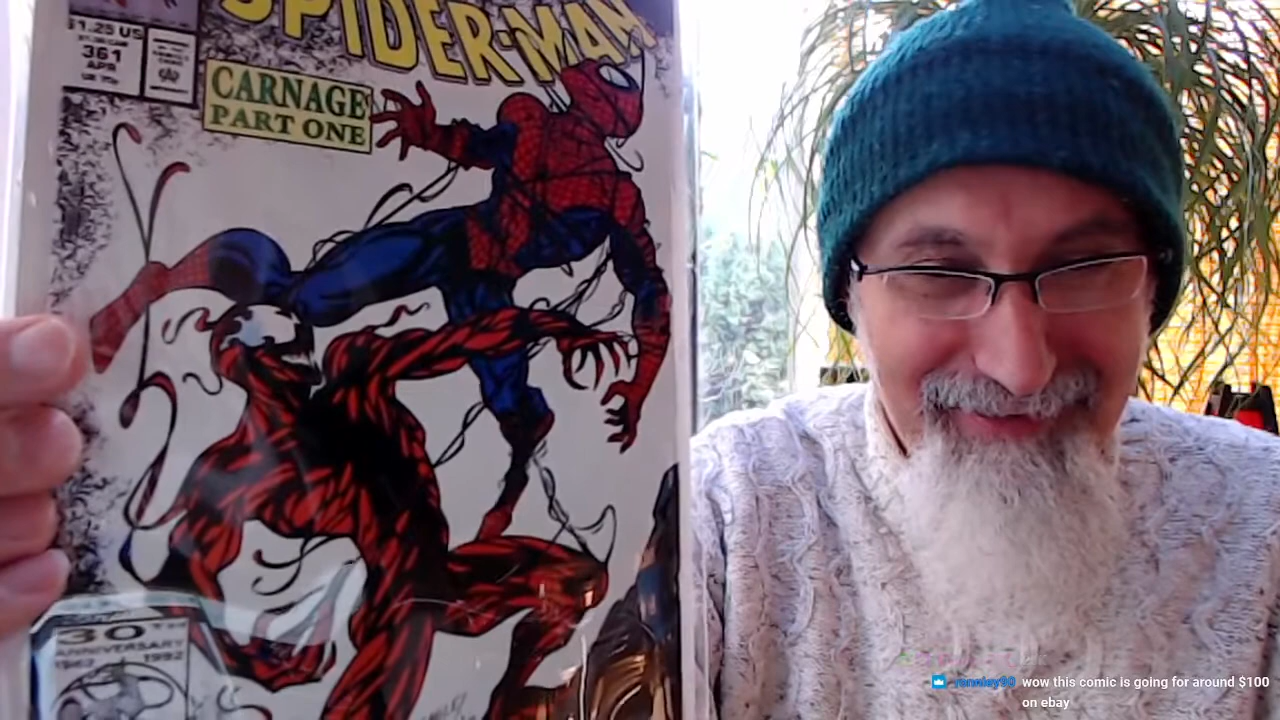 SPIDER-MAN
$1.25 US
361
APR
CARNAGE
PART ONE
30TH
ANNIVERSARY
1962 1992
wow this comic is going for around $100
on ebay